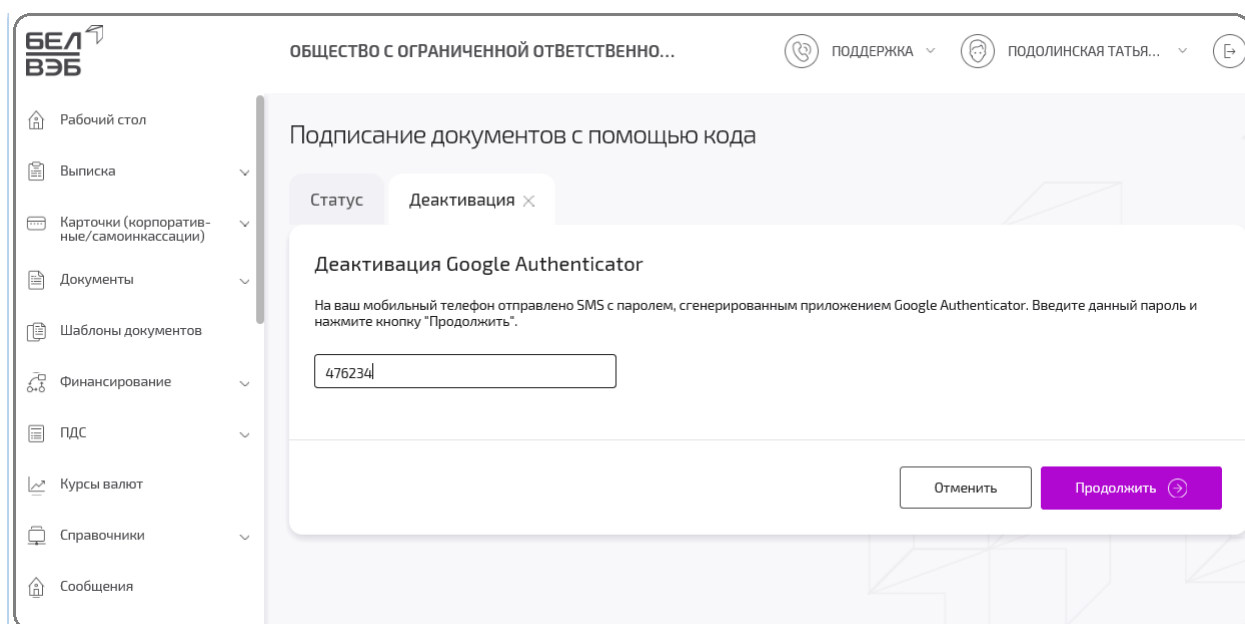 БЕЛ
ВЭБ
ОБЩЕСТВО С ОГРАНИЧЕННОЙ ОТВЕТСТВЕННО...
ПОДДЕРЖКА
ПОДОЛИНСКАЯ ТАТЬЯ...
Рабочий стол
Выписка
Карточки (корпоратив-
ные/самоинкассации)
Документы
Шаблоны документов
Финансирование
ПДС
Курсы валют
Справочники
Сообщения
Подписание документов с помощью кода
Статус
Деактивация
Деактивация Google Authenticator
На ваш мобильный телефон отправлено SMS с паролем, сгенерированным приложением Google Authenticator. Введите данный пароль и
нажмите кнопку "Продолжить".
476234
Отменить
Продолжить